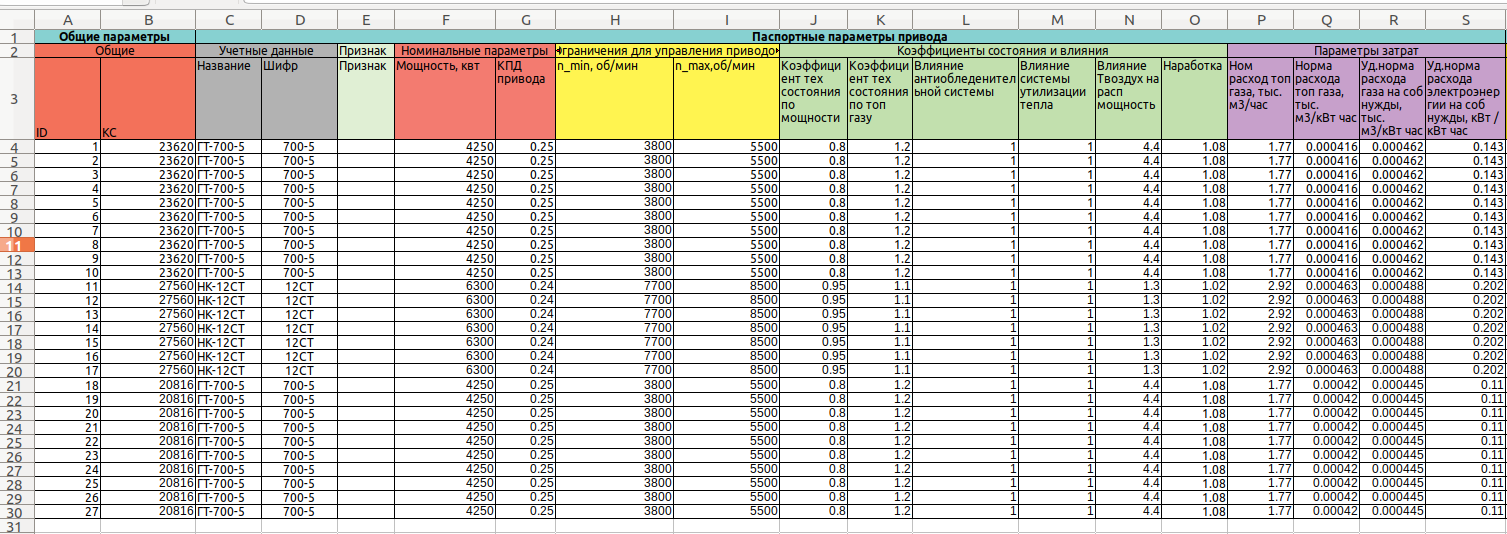 A B C D E F G H I J K L M N O P Q R S
1 Общие параметры Паспортные параметры привода
2 Общие Учетные данные Признак Номинальные параметры граничения для управления приводо Коэффициенты состояния и влияния Параметры затрат
3 ID КС Название Шифр Признак Мощность, квт КПД привода n_min, об/мин n_max,об/мин Коэффици ент тех состояния по мощности Коэффици ент тех состояния по топ газу Влияние антиобледенител ьной системы Влияние системы утилизации тепла Влияние Твоздух на расп мощность Наработка Ном расход топ газа, тыс. м3/час Норма расхода топ газа, тыс. м3/кВт час Уд.норма расхода газа на соб нужды, тыс. м3/кВт час Уд.норма расхода электроэнер гии на соб нужды, кВт / кВт час
4 1 23620 ГТ-700-5 700-5 4250 0.25 3800 5500 0.8 1.2 1 1 4.4 1.08 1.77 0.000416 0.000462 0.143
5 2 23620 ГТ-700-5 700-5 4250 0.25 3800 5500 0.8 1.2 1 1 4.4 1.08 1.77 0.000416 0.000462 0.143
6 3 23620 ГТ-700-5 700-5 4250 0.25 3800 5500 0.8 1.2 1 1 4.4 1.08 1.77 0.000416 0.000462 0.143
7 4 23620 ГТ-700-5 700-5 4250 0.25 3800 5500 0.8 1.2 1 1 4.4 1.08 1.77 0.000416 0.000462 0.143
8 5 23620 ГТ-700-5 700-5 4250 0.25 3800 5500 0.8 1.2 1 1 4.4 1.08 1.77 0.000416 0.000462 0.143
9 6 23620 ГТ-700-5 700-5 4250 0.25 3800 5500 0.8 1.2 1 1 4.4 1.08 1.77 0.000416 0.000462 0.143
10 7 23620 ГТ-700-5 700-5 4250 0.25 3800 5500 0.8 1.2 1 1 4.4 1.08 1.77 0.000416 0.000462 0.143
11 8 23620 ГТ-700-5 700-5 4250 0.25 3800 5500 0.8 1.2 1 1 4.4 1.08 1.77 0.000416 0.000462 0.143
12 9 23620 ГТ-700-5 700-5 4250 0.25 3800 5500 0.8 1.2 1 1 4.4 1.08 1.77 0.000416 0.000462 0.143
13 10 23620 ГТ-700-5 700-5 4250 0.25 3800 5500 0.8 1.2 1 1 4.4 1.08 1.77 0.000416 0.000462 0.143
14 11 27560 НК-12СТ 12СТ 6300 0.24 7700 8500 0.95 1.1 1 1 1.3 1.02 2.92 0.000463 0.000488 0.202
15 12 27560 НК-12СТ 12СТ 6300 0.24 7700 8500 0.95 1.1 1 1 1.3 1.02 2.92 0.000463 0.000488 0.202
16 13 27560 НК-12СТ 12СТ 6300 0.24 7700 8500 0.95 1.1 1 1 1.3 1.02 2.92 0.000463 0.000488 0.202
17 14 27560 НК-12СТ 12СТ 6300 0.24 7700 8500 0.95 1.1 1 1 1.3 1.02 2.92 0.000463 0.000488 0.202
18 15 27560 НК-12СТ 12СТ 6300 0.24 7700 8500 0.95 1.1 1 1 1.3 1.02 2.92 0.000463 0.000488 0.202
19 16 27560 НК-12СТ 12СТ 6300 0.24 7700 8500 0.95 1.1 1 1 1.3 1.02 2.92 0.000463 0.000488 0.202
20 17 27560 НК-12СТ 12СТ 6300 0.24 7700 8500 0.95 1.1 1 1 1.3 1.02 2.92 0.000463 0.000488 0.202
21 18 20816 ГТ-700-5 700-5 4250 0.25 3800 5500 0.8 1.2 1 1 4.4 1.08 1.77 0.00042 0.000445 0.11
22 19 20816 ГТ-700-5 700-5 4250 0.25 3800 5500 0.8 1.2 1 1 4.4 1.08 1.77 0.00042 0.000445 0.11
23 20 20816 ГТ-700-5 700-5 4250 0.25 3800 5500 0.8 1.2 1 1 4.4 1.08 1.77 0.00042 0.000445 0.11
24 21 20816 ГТ-700-5 700-5 4250 0.25 3800 5500 0.8 1.2 1 1 4.4 1.08 1.77 0.00042 0.000445 0.11
25 22 20816 ГТ-700-5 700-5 4250 0.25 3800 5500 0.8 1.2 1 1 4.4 1.08 1.77 0.00042 0.000445 0.11
26 23 20816 ГТ-700-5 700-5 4250 0.25 3800 5500 0.8 1.2 1 1 4.4 1.08 1.77 0.00042 0.000445 0.11
27 24 20816 ГТ-700-5 700-5 4250 0.25 3800 5500 0.8 1.2 1 1 4.4 1.08 1.77 0.00042 0.000445 0.11
28 25 20816 ГТ-700-5 700-5 4250 0.25 3800 5500 0.8 1.2 1 1 4.4 1.08 1.77 0.00042 0.000445 0.11
29 26 20816 ГТ-700-5 700-5 4250 0.25 3800 5500 0.8 1.2 1 1 4.4 1.08 1.77 0.00042 0.000445 0.11
30 27 20816 ГТ-700-5 700-5 4250 0.25 3800 5500 0.8 1.2 1 1 4.4 1.08 1.77 0.00042 0.000445 0.11
31